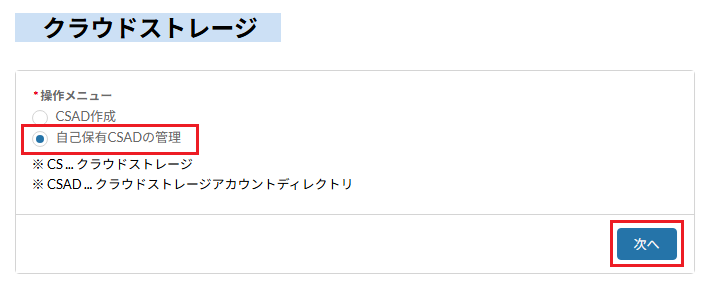 クラウドストレージ
*操作メニュー
CSAD作成
自己保有CSADの管理
※ CS ... クラウドストレージ
※ CSAD ... クラウドストレージアカウントディレクトリ
次へ